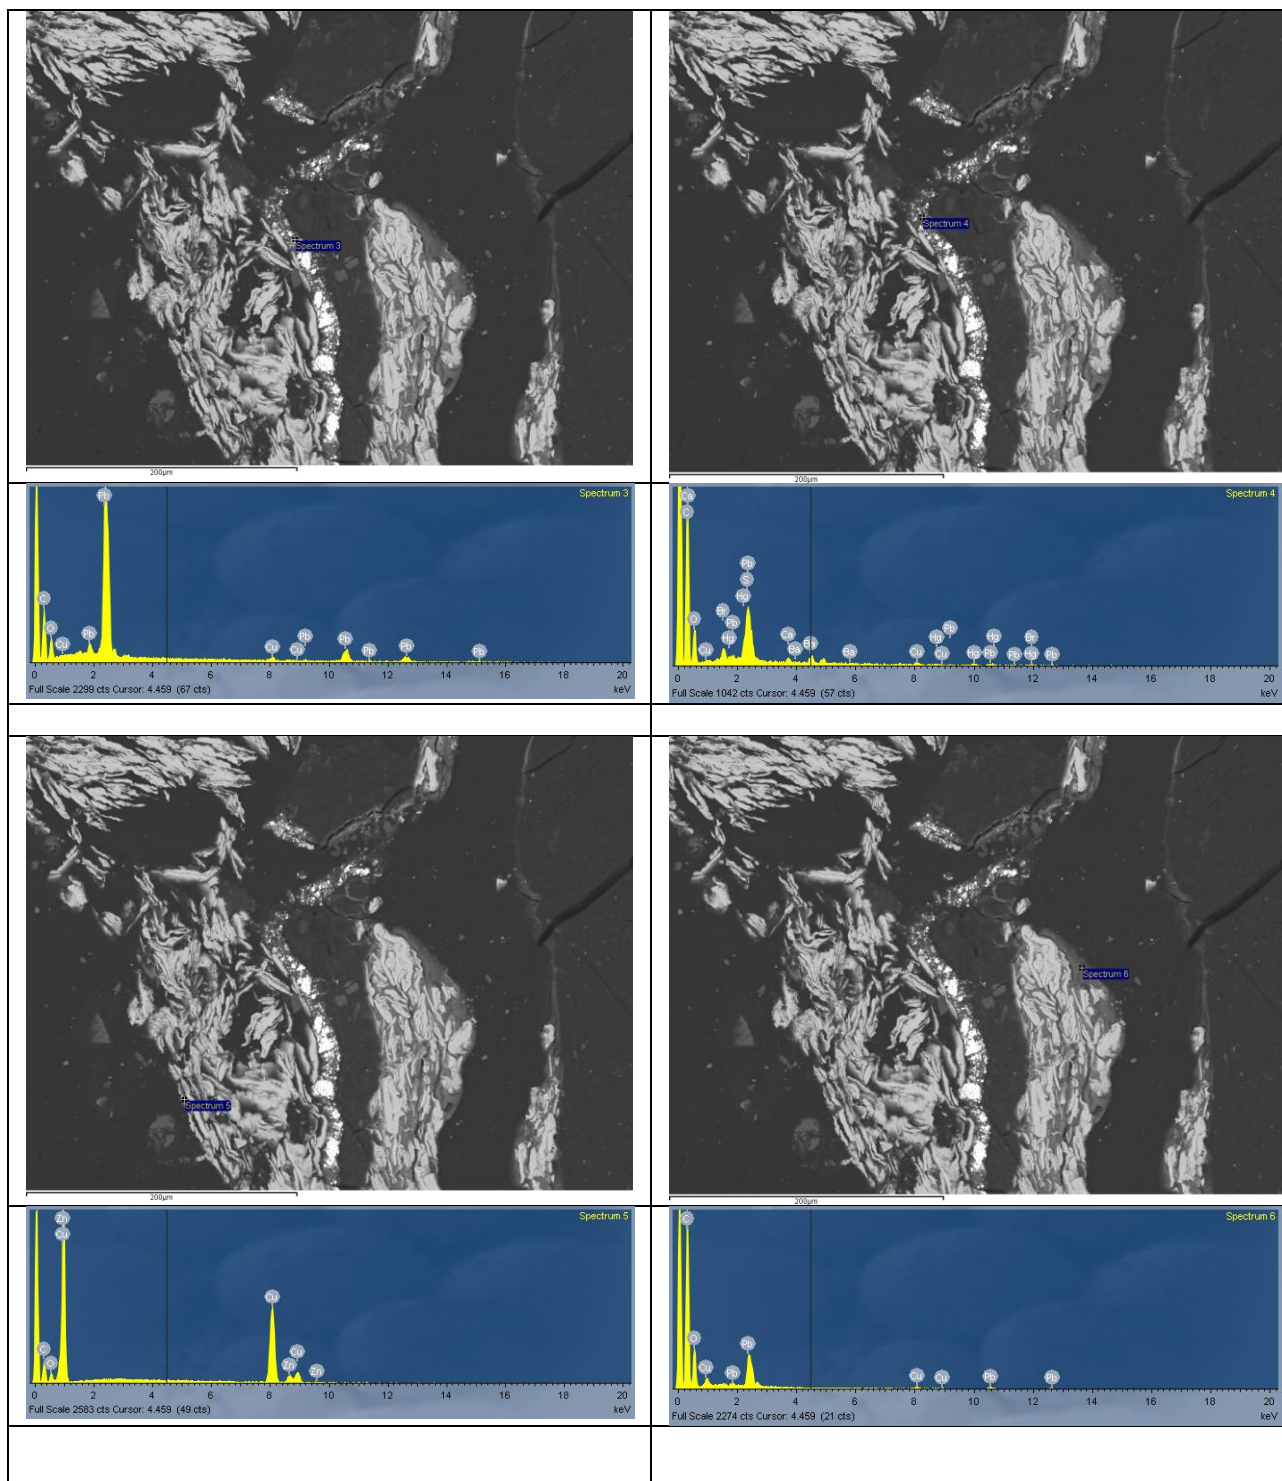 Spectrum 3
Spectrum 4
200µm
200µm
Pb
Spectrum 3
C
O
Cu
Pb
Cu
Cu
Pb
Pb
Pb
Pb
Pb
0 2 4 6 8 10 12 14 16 18 20
Full Scale 2299 cts Cursor: 4.459 (67 cts)
keV
Ca
Spectrum 4
C
O
Cu
Br
Hg
Pb
Hg
S
Pb
Ca
Ba
Ba
Ba
Cu
Hg
Cu
Pb
Hg
Hg
Pb
Pb
Br
Hg
Pb
0 2 4 6 8 10 12 14 16 18 20
Full Scale 1042 cts Cursor: 4.459 (57 cts)
keV
Spectrum 5
Spectrum 6
200µm
200µm
Zn
Spectrum 5
Cu
C
O
Cu
Zn
Cu
Zn
0 2 4 6 8 10 12 14 16 18 20
Full Scale 2583 cts Cursor: 4.459 (49 cts)
keV
C
Spectrum 6
O
Cu
Pb
Pb
Cu
Cu
Pb
Pb
0 2 4 6 8 10 12 14 16 18 20
Full Scale 2274 cts Cursor: 4.459 (21 cts)
keV